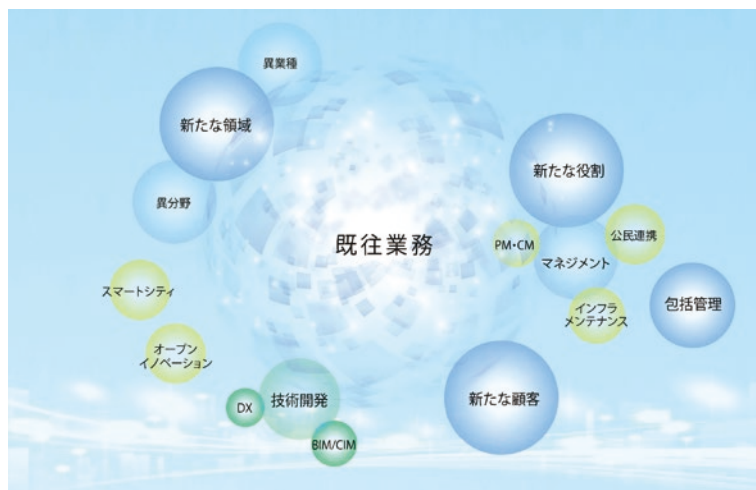 異業種
新たな領域
異分野
スマートシティ
オープン
イノベーション
既往業務
DX
技術開発
BIM/CIM
新たな役割
PM・CM
マネジメント
公民連携
インフラ
メンテナンス
包括管理
新たな顧客